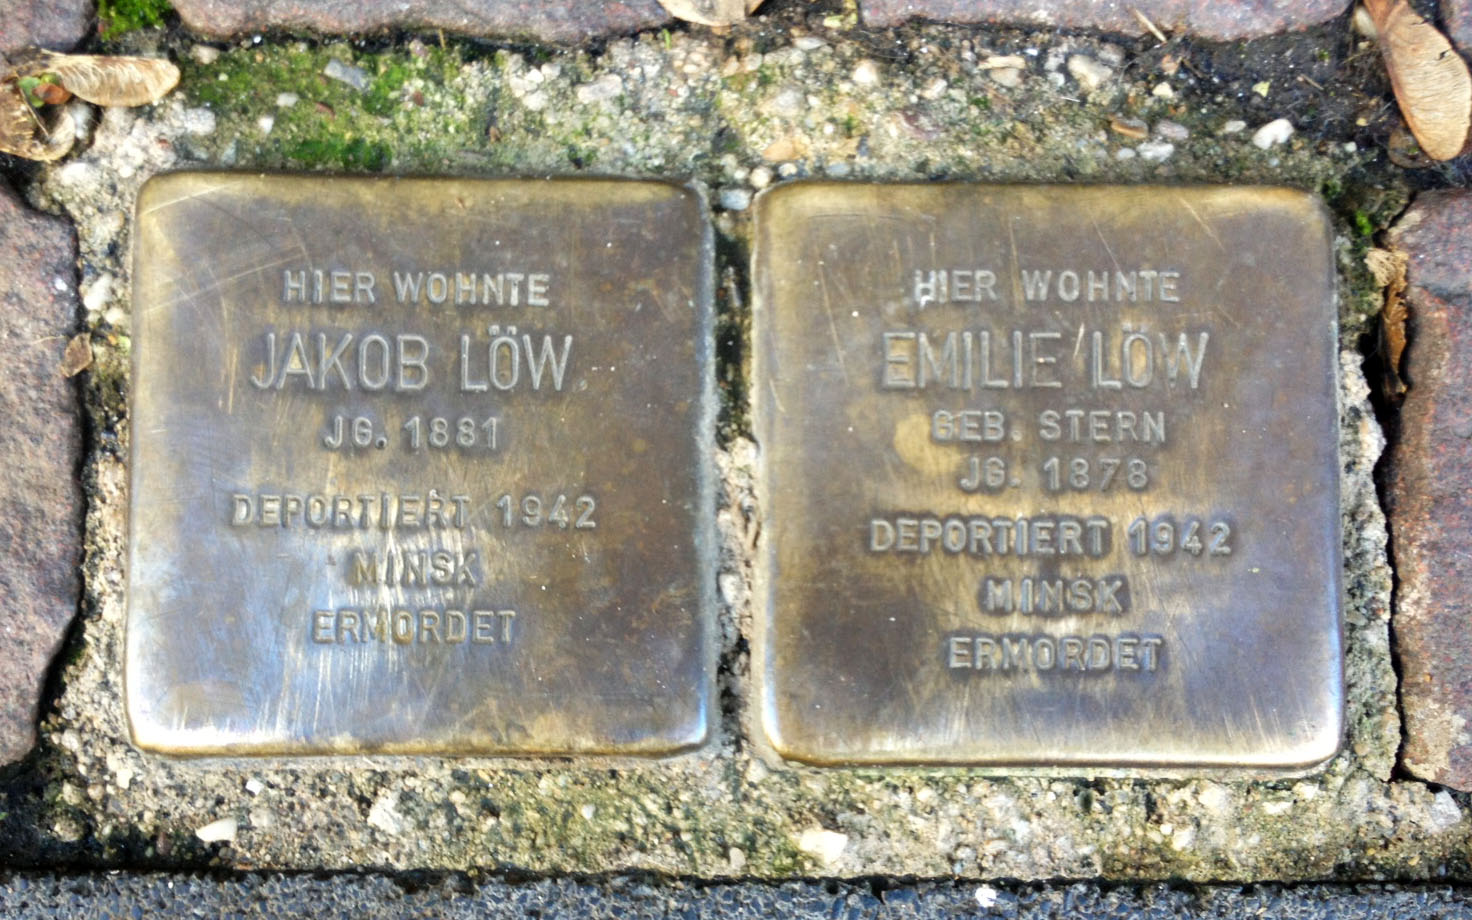 HIER WOHNTE
JAKOB LÖW
JG. 1881
DEPORTIERT 1942
MINSK
ERMORDET
HIER WOHNTE
EMILIE LÖW
GEB. STERN
JG. 1878
DEPORTIERT 1942
MINSK
ERMORDET